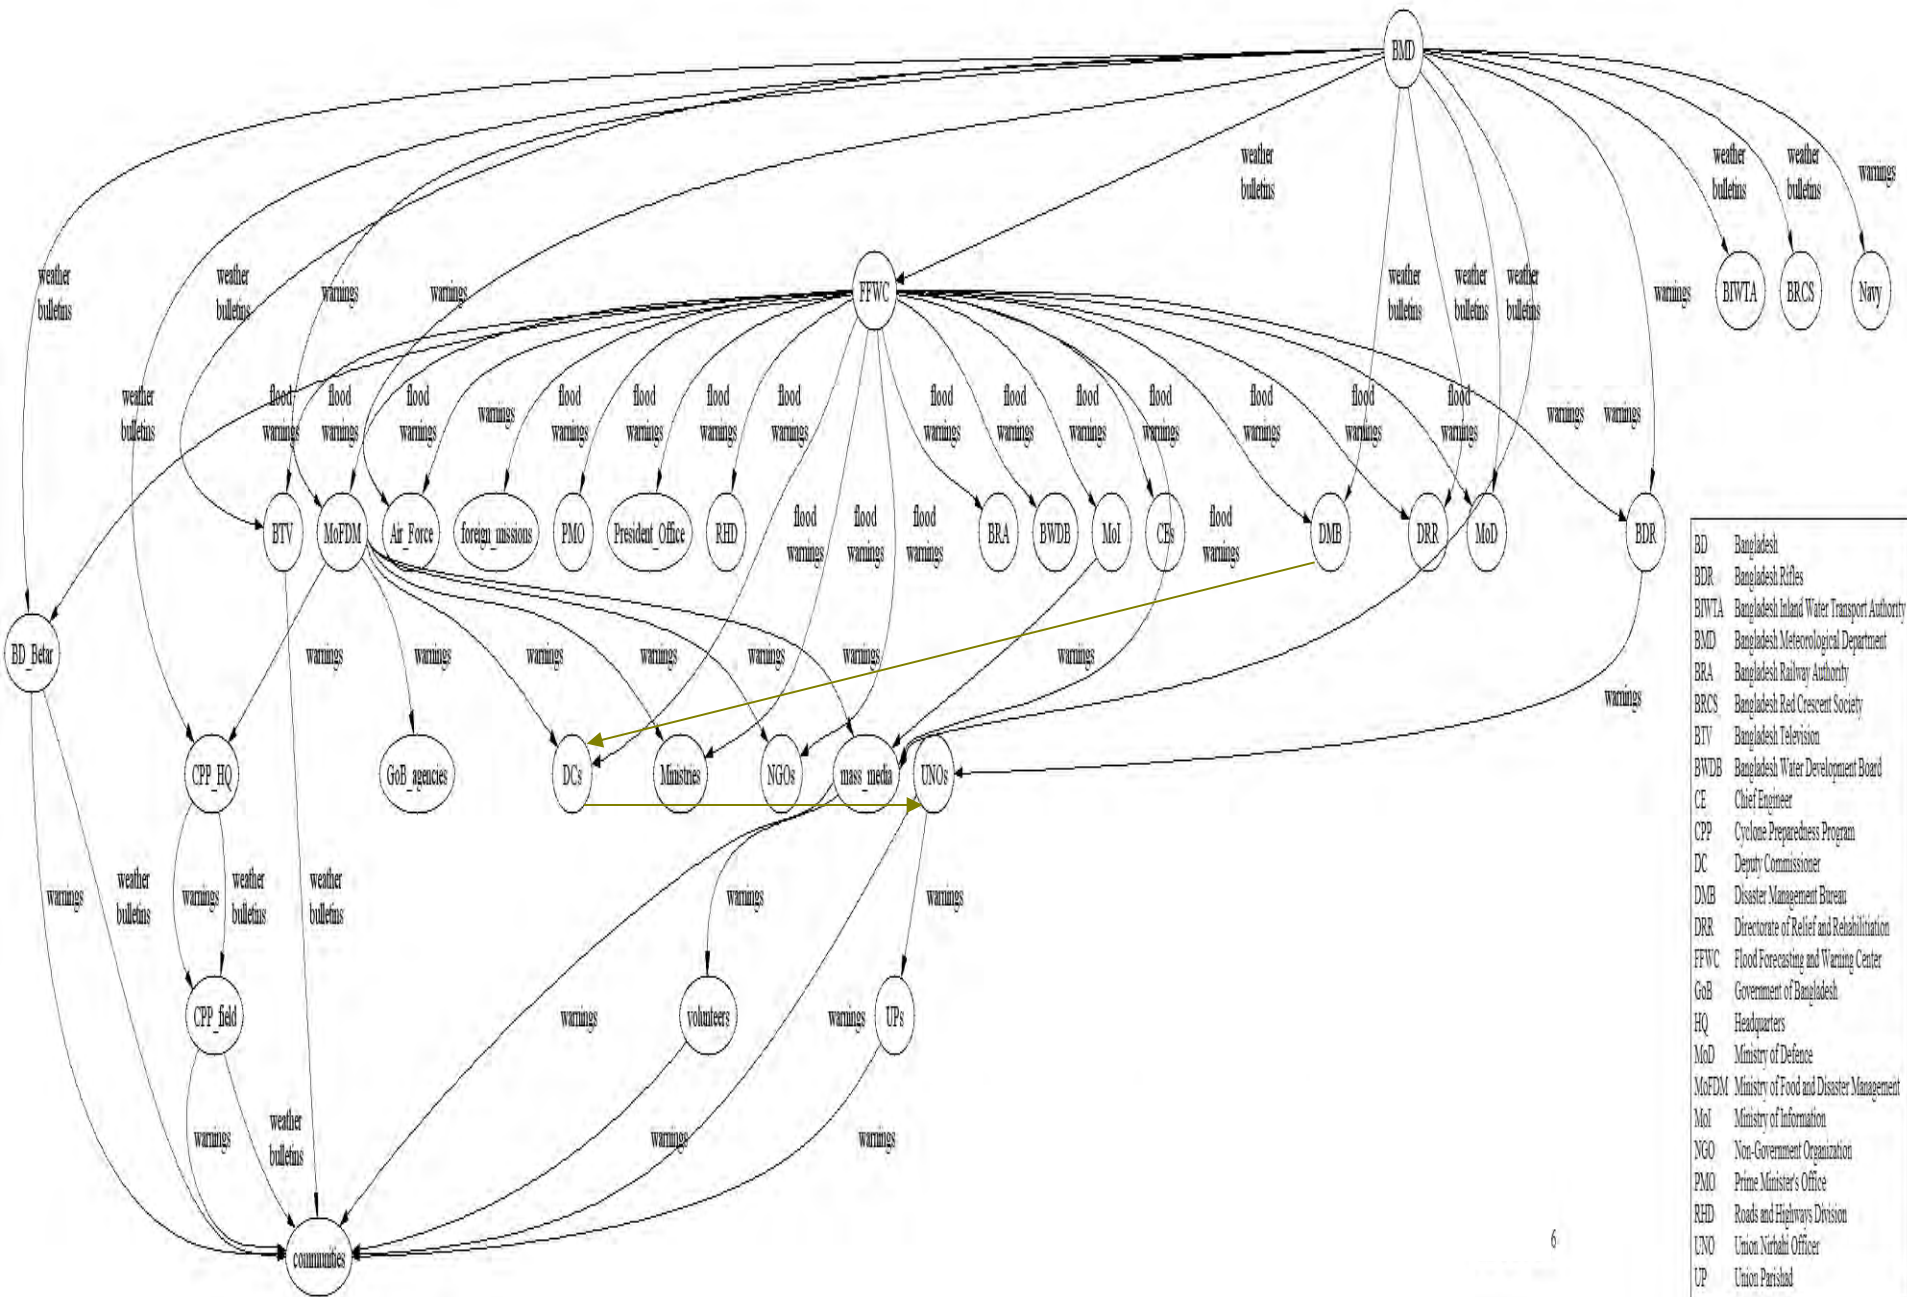 BMD
weather
bulletins
weather
bulletins
weather
bulletins
warnings
weather
bulletins
weather
bulletins
warnings
warnings
FFWC
weather
bulletins
weather
bulletins
weather
bulletins
warnings
BIWTA
BRCS
Navy
weather
bulletins
flood
warnings
flood
warnings
flood
warnings
warnings
flood
warnings
flood
warnings
flood
warnings
flood
warnings
flood
warnings
flood
warnings
flood
warnings
flood
warnings
flood
warnings
flood
warnings
flood
warnings
warnings
warnings
BTV
MoFDM
Air_Force
foreign_missions
PMO
President_Office
RHD
flood
warnings
flood
warnings
flood
warnings
BRA
BWDB
MoI
CEs
flood
warnings
DMB
DRR
MoD
BDR
BD_Betar
warnings
warnings
warnings
warnings
warnings
warnings
warnings
warnings
CPP_HQ
GoB_agencies
DCs
Ministries
NGOs
mass_media
UNOs
warnings
weather
bulletins
warnings
weather
bulletins
weather
bulletins
warnings
warnings
CPP_field
warnings
volunteers
warnings
UPs
warnings
weather
bulletins
warnings
warnings
communities
6
BD Bangladesh
BDR Bangladesh Rifles
BIWTA Bangladesh Inland Water Transport Authority
BMD Bangladesh Meteorological Department
BRA Bangladesh Railway Authority
BRCS Bangladesh Red Crescent Society
BTV Bangladesh Television
BWDB Bangladesh Water Development Board
CE Chief Engineer
CPP Cyclone Preparedness Program
DC Deputy Commissioner
DMB Disaster Management Bureau
DRR Directorate of Relief and Rehabilitiation
FFWC Flood Forecasting and Warning Center
GoB Government of Bangladesh
HQ Headquarters
MoD Ministry of Defence
MoFDM Ministry of Food and Disaster Management
MoI Ministry of Information
NGO Non-Government Organization
PMO Prime Minister's Office
RHD Roads and Highways Division
UNO Union Nirbahi Officer
UP Union Parishad